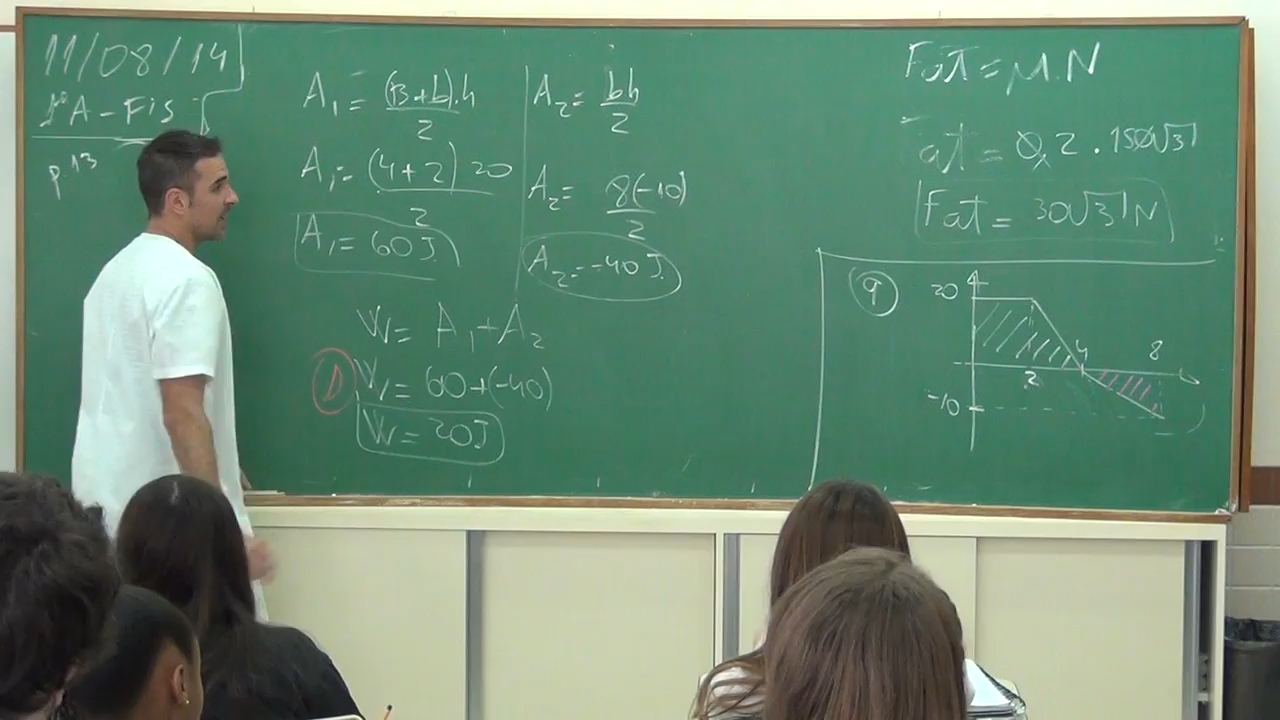 11/08/14
1ºA - Fis
p.13
A₁ = (B+b).h / 2
A₁ = (4+2) 20 / 2
A₁ = 60 J
W = A₁ + A₂
D W = 60 + (-40)
W = 20 J
A₂ = bh / 2
A₂ = 8(-10) / 2
A₂ = -40 J
Fat = μ.N
at = 0,2 . 150√3
Fat = 30√3 N
9
20
4
8
2
-10